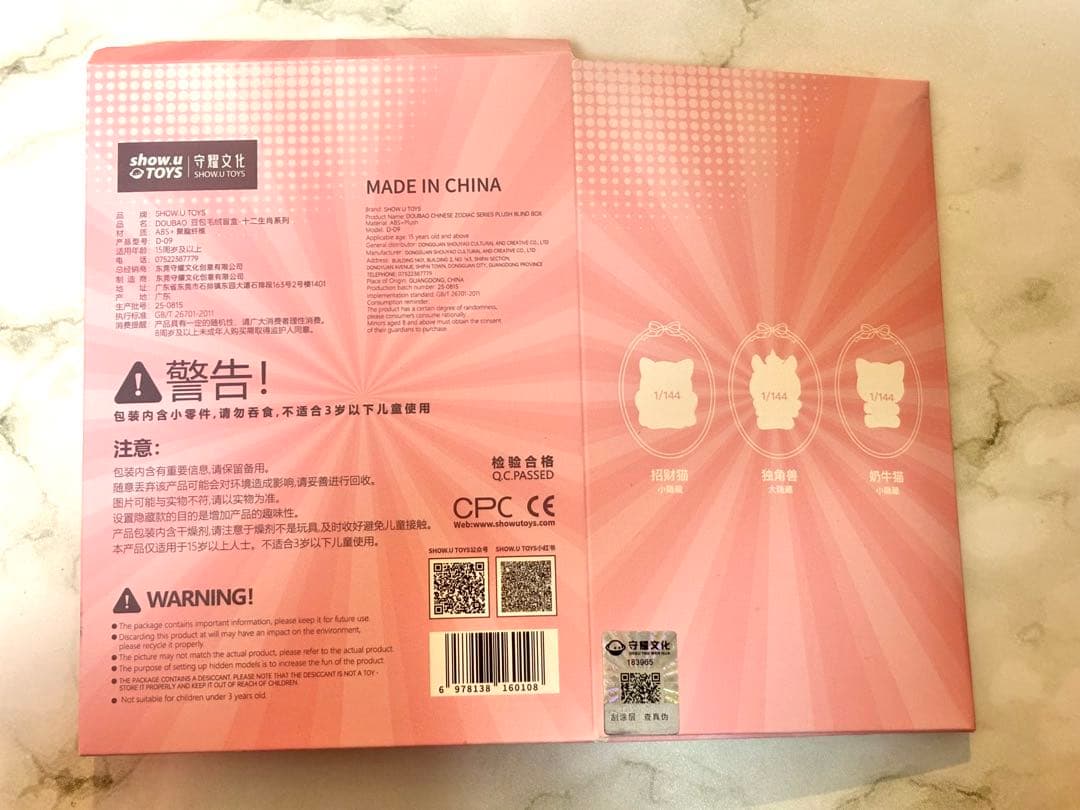 show.u
TOYS
守耀文化
SHOW.U TOYS
品 牌: SHOW.U TOYS
品 名: DOUBAO 豆包毛绒盲盒-十二生肖系列
材 质: ABS+聚酯纤维
产品型号: D-09
适用年龄: 15周岁及以上
电 话: 07522387779
总经销商: 东莞守耀文化创意有限公司
制 造 商: 东莞守耀文化创意有限公司
地 址: 广东省东莞市石排镇东园大道石排段163号2号楼1401
产 地: 广东
生产批号: 25-0815
执行标准: GB/T 26701-2011
消费提醒: 产品具有一定的随机性, 请广大消费者理性消费。
8周岁及以上未成年人购买需取得监护人同意。
MADE IN CHINA
Brand: SHOW.U TOYS
Product Name: DOUBAO CHINESE ZODIAC SERIES PLUSH BLIND BOX
Material: ABS+Plush
Model: D-09
Applicable age: 15 years old and above
General distributor: DONGGUAN SHOUYAO CULTURAL AND CREATIVE CO., LTD
Manufacturer: DONGGUAN SHOUYAO CULTURAL AND CREATIVE CO., LTD
Address: BUILDING 1401, BUILDING 2, NO. 163, SHIPAI SECTION,
DONGYUAN AVENUE, SHIPAI TOWN, DONGGUAN CITY, GUANGDONG PROVINCE
TELEPHONE: 07522387779
Place of Origin: GUANGDONG, CHINA
Production batch number: 25-0815
Implementation standard: GB/T 26701-2011
Consumption reminder:
The product has a certain degree of randomness,
please consumers consume rationally.
Minors aged 8 and above must obtain the consent
of their guardians to purchase.
警告!
包装内含小零件,请勿吞食,不适合3岁以下儿童使用
注意:
包装内含有重要信息,请保留备用。
随意丢弃该产品可能会对环境造成影响,请妥善进行回收。
图片可能与实物不符,请以实物为准。
设置隐藏款的目的是增加产品的趣味性。
产品包装内含干燥剂,请注意干燥剂不是玩具,及时收好避免儿童接触。
本产品仅适用于15岁以上人士。不适合3岁以下儿童使用。
检验合格
Q.C.PASSED
CPC CE
Web:www.showutoys.com
SHOW.U TOYS公众号
SHOW.U TOYS小红书
WARNING!
The package contains important information, please keep it for future use.
Discarding this product at will may have an impact on the environment,
please recycle it properly.
The picture may not match the actual product, please refer to the actual product.
The purpose of setting up hidden models is to increase the fun of the product.
THE PACKAGE CONTAINS A DESICCANT, PLEASE NOTE THAT THE DESICCANT IS NOT A TOY -
STORE IT PROPERLY AND KEEP IT OUT OF REACH OF CHILDREN.
Not suitable for children under 3 years old.
6 978138 160108
1/144
招财猫
小隐藏
1/144
独角兽
大隐藏
1/144
奶牛猫
小隐藏
守耀文化
183965
刮涂层 查真伪